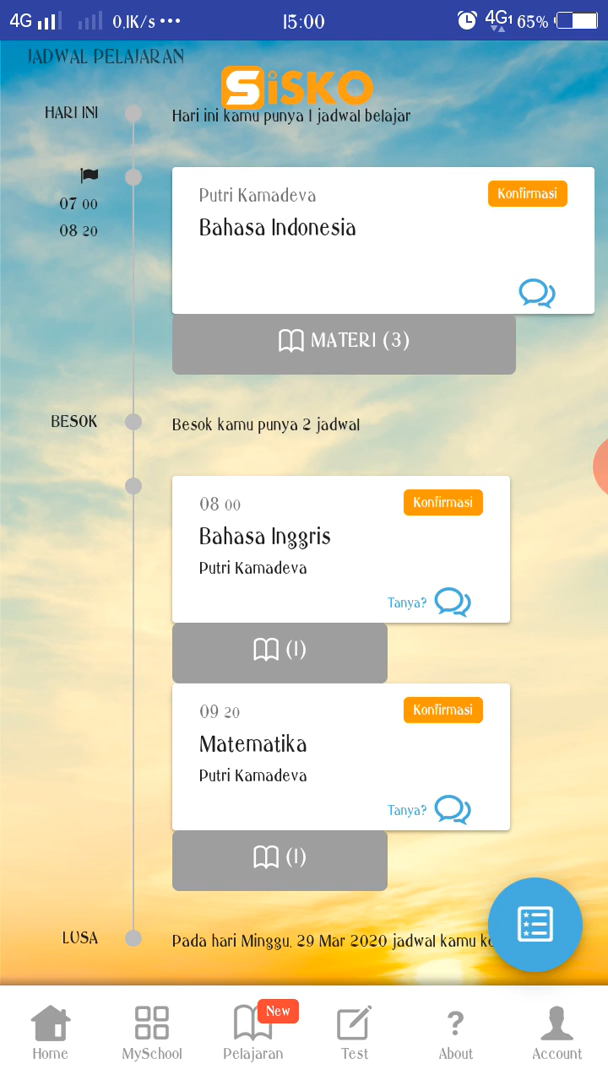 4G 0,1K/s ••• 15:00 4G1 65%
JADWAL PELAJARAN
SiSKO
HARI INI
Hari ini kamu punya 1 jadwal belajar
07 00
08 20
Putri Kamadeva
Konfirmasi
Bahasa Indonesia
MATERI (3)
BESOK
Besok kamu punya 2 jadwal
08 00
Konfirmasi
Bahasa Inggris
Putri Kamadeva
Tanya?
(1)
09 20
Konfirmasi
Matematika
Putri Kamadeva
Tanya?
(1)
LUSA
Pada hari Minggu, 29 Mar 2020 jadwal kamu
New
Home
MySchool
Pelajaran
Test
?
About
Account